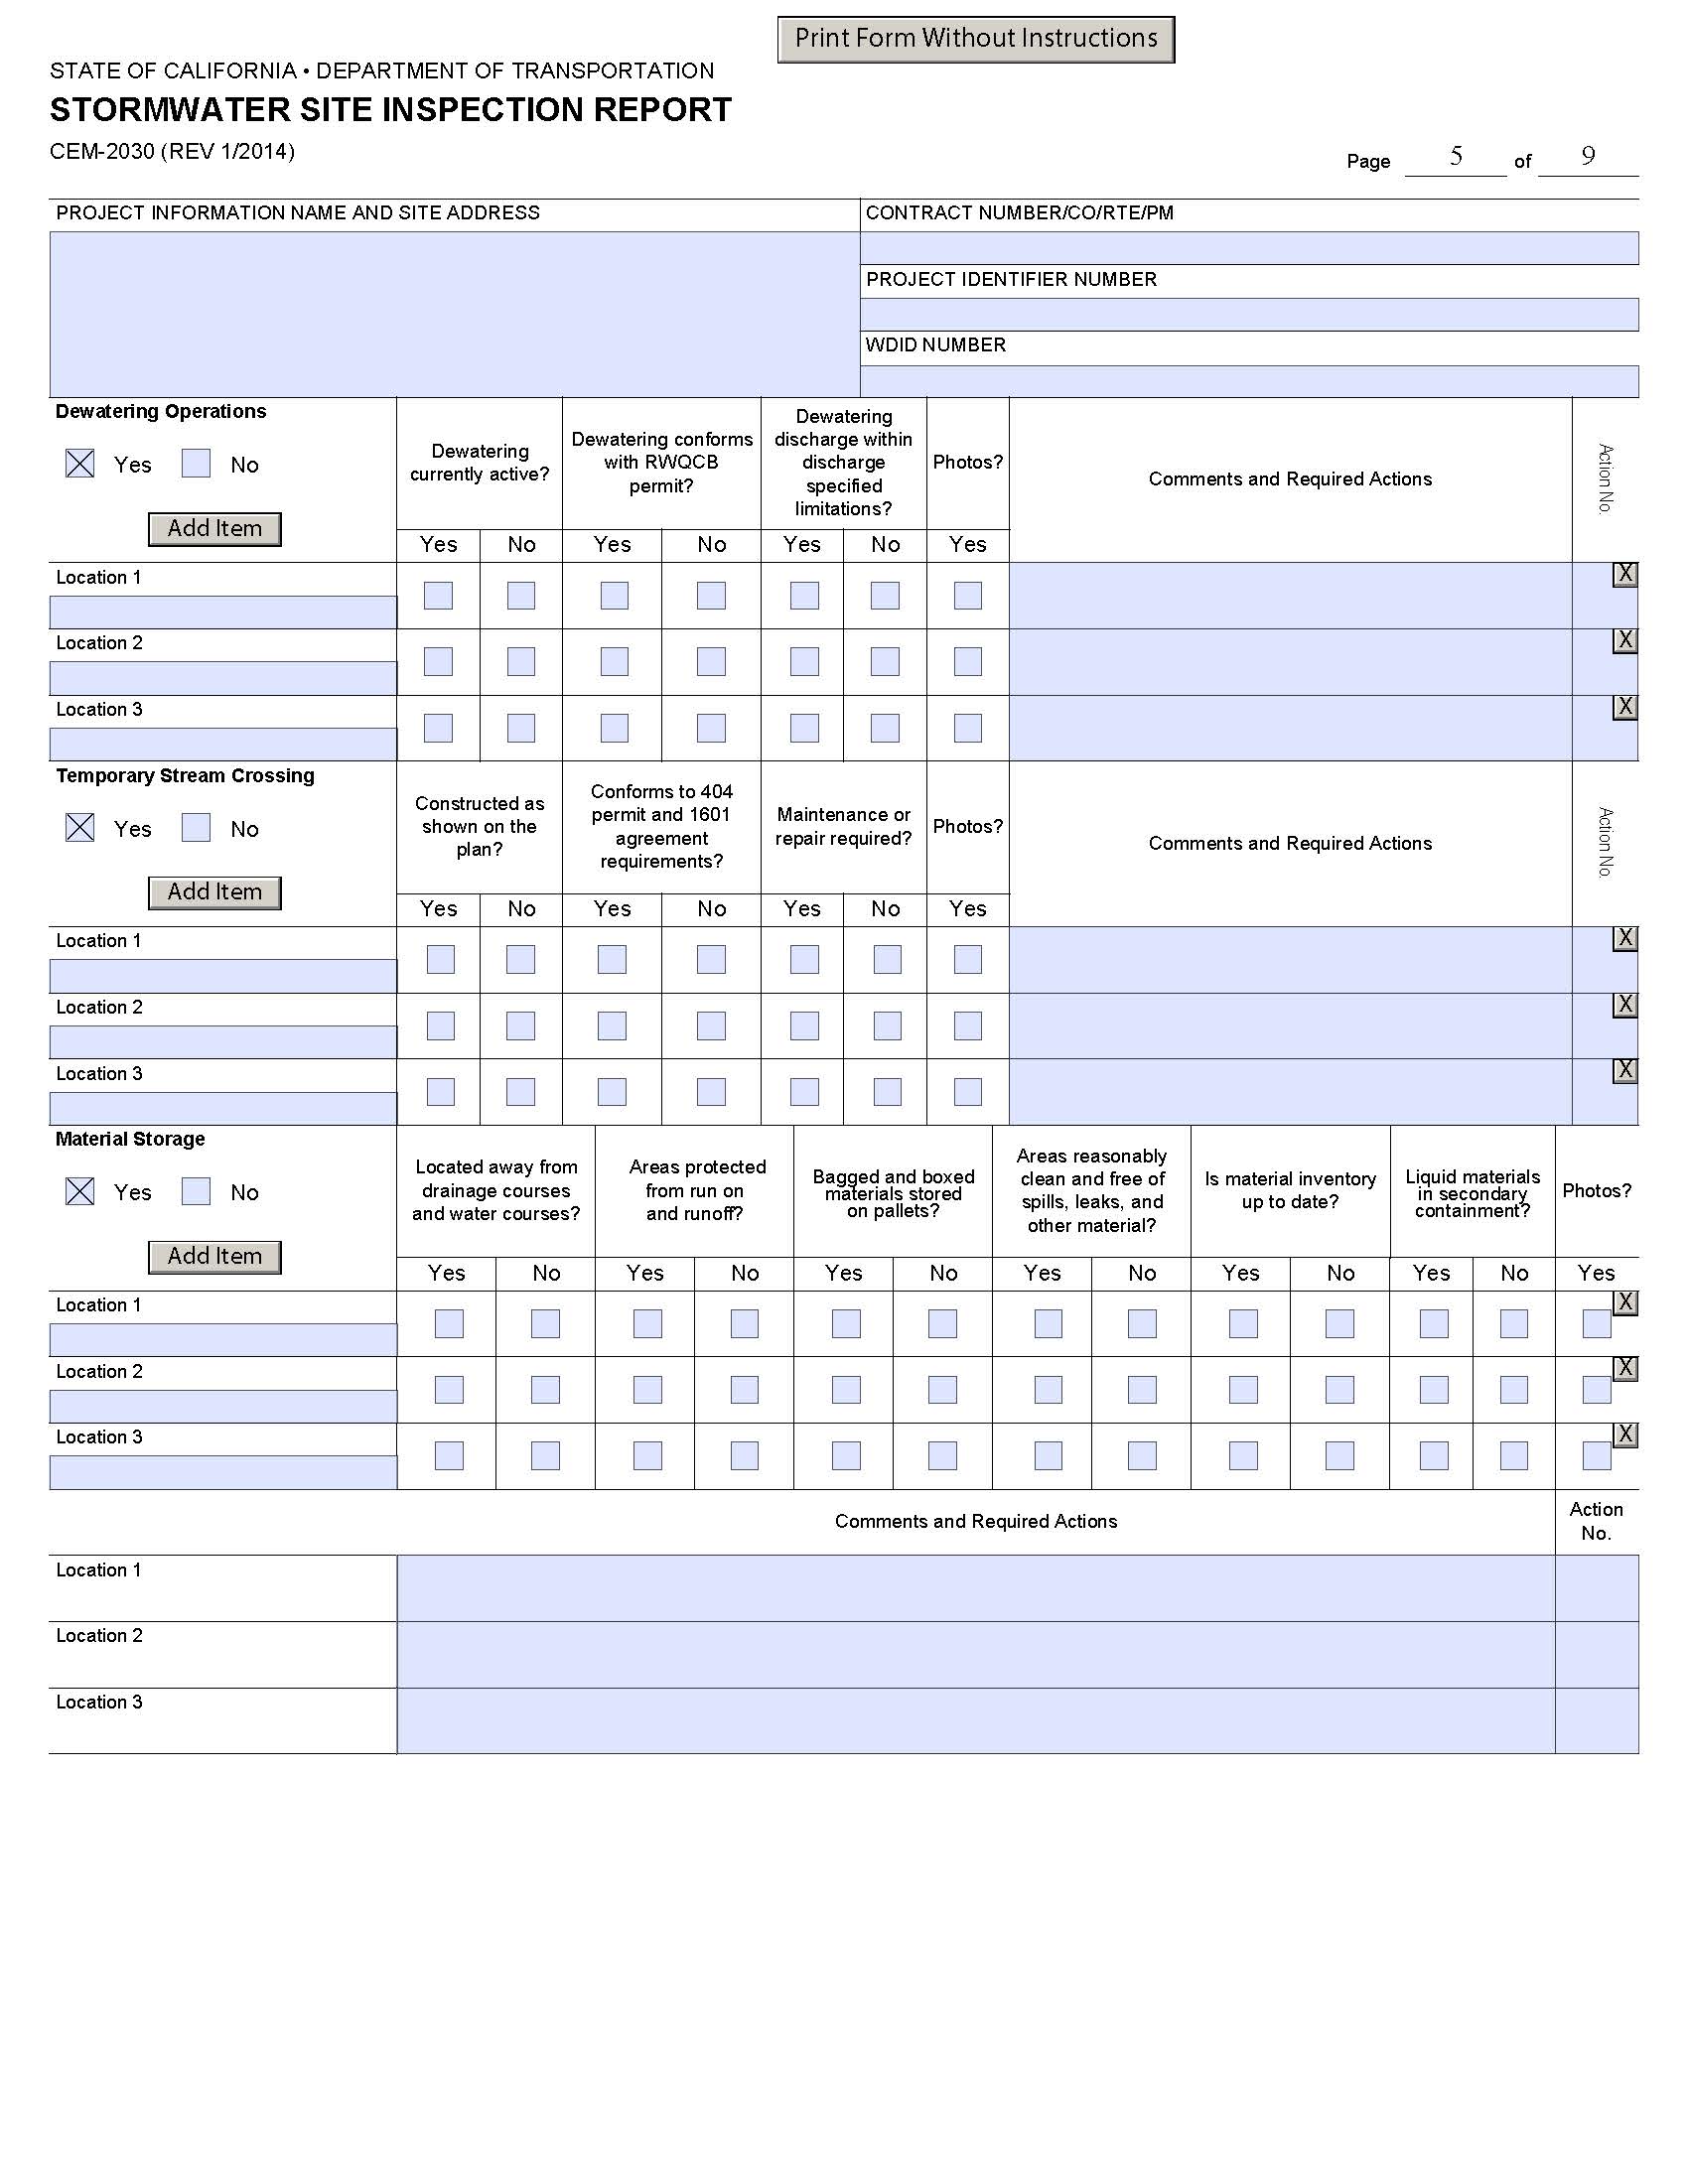 Print Form Without Instructions
STATE OF CALIFORNIA • DEPARTMENT OF TRANSPORTATION
STORMWATER SITE INSPECTION REPORT
CEM-2030 (REV 1/2014)
Page 5 of 9
PROJECT INFORMATION NAME AND SITE ADDRESS
CONTRACT NUMBER/CO/RTE/PM
PROJECT IDENTIFIER NUMBER
WDID NUMBER
Dewatering Operations
Yes No
Add Item
Dewatering
currently active?
Dewatering conforms
with RWQCB
permit?
Dewatering
discharge within
discharge
specified
limitations?
Photos?
Comments and Required Actions
Action No.
Yes No Yes No Yes No Yes
Location 1
X
Location 2
X
Location 3
X
Temporary Stream Crossing
Yes No
Add Item
Constructed as
shown on the
plan?
Conforms to 404
permit and 1601
agreement
requirements?
Maintenance or
repair required?
Photos?
Comments and Required Actions
Action No.
Yes No Yes No Yes No Yes
Location 1
X
Location 2
X
Location 3
X
Material Storage
Yes No
Add Item
Located away from
drainage courses
and water courses?
Areas protected
from run on
and runoff?
Bagged and boxed
materials stored
on pallets?
Areas reasonably
clean and free of
spills, leaks, and
other material?
Is material inventory
up to date?
Liquid materials
in secondary
containment?
Photos?
Yes No Yes No Yes No Yes No Yes No Yes No Yes
Location 1
X
Location 2
X
Location 3
X
Comments and Required Actions
Action
No.
Location 1
Location 2
Location 3